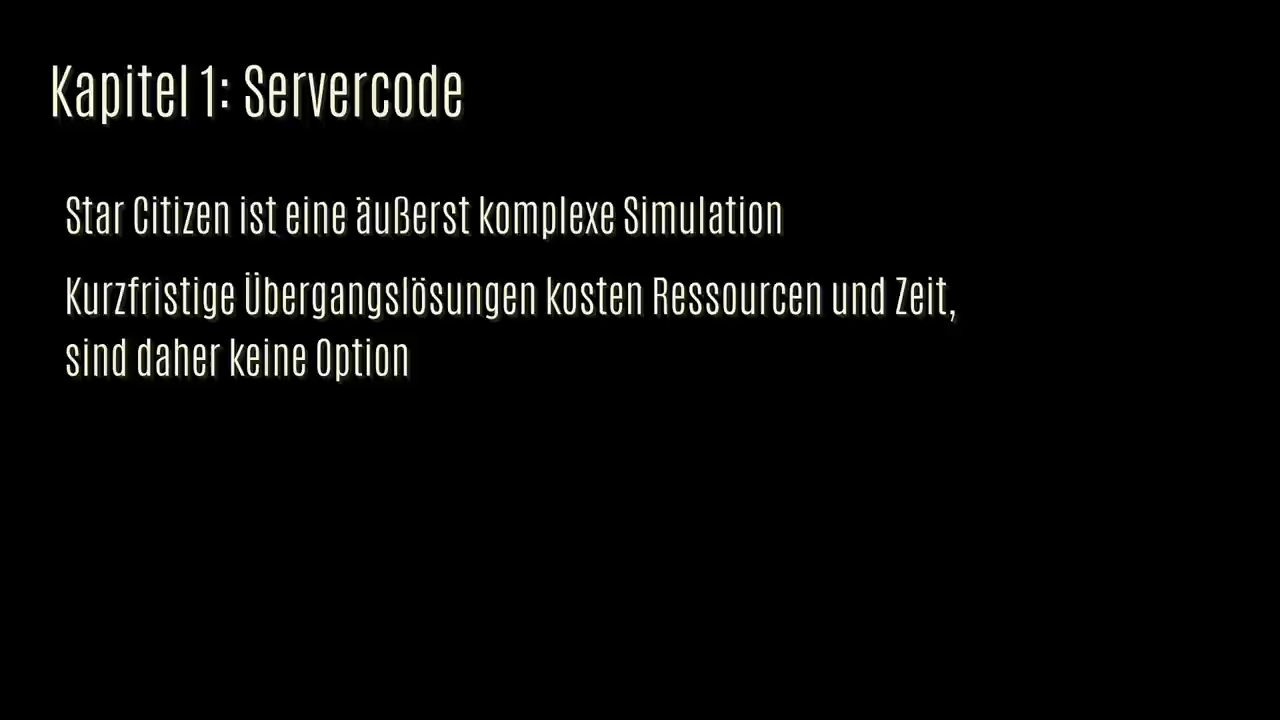 Kapitel 1: Servercode
Star Citizen ist eine äußerst komplexe Simulation
Kurzfristige Übergangslösungen kosten Ressourcen und Zeit,
sind daher keine Option